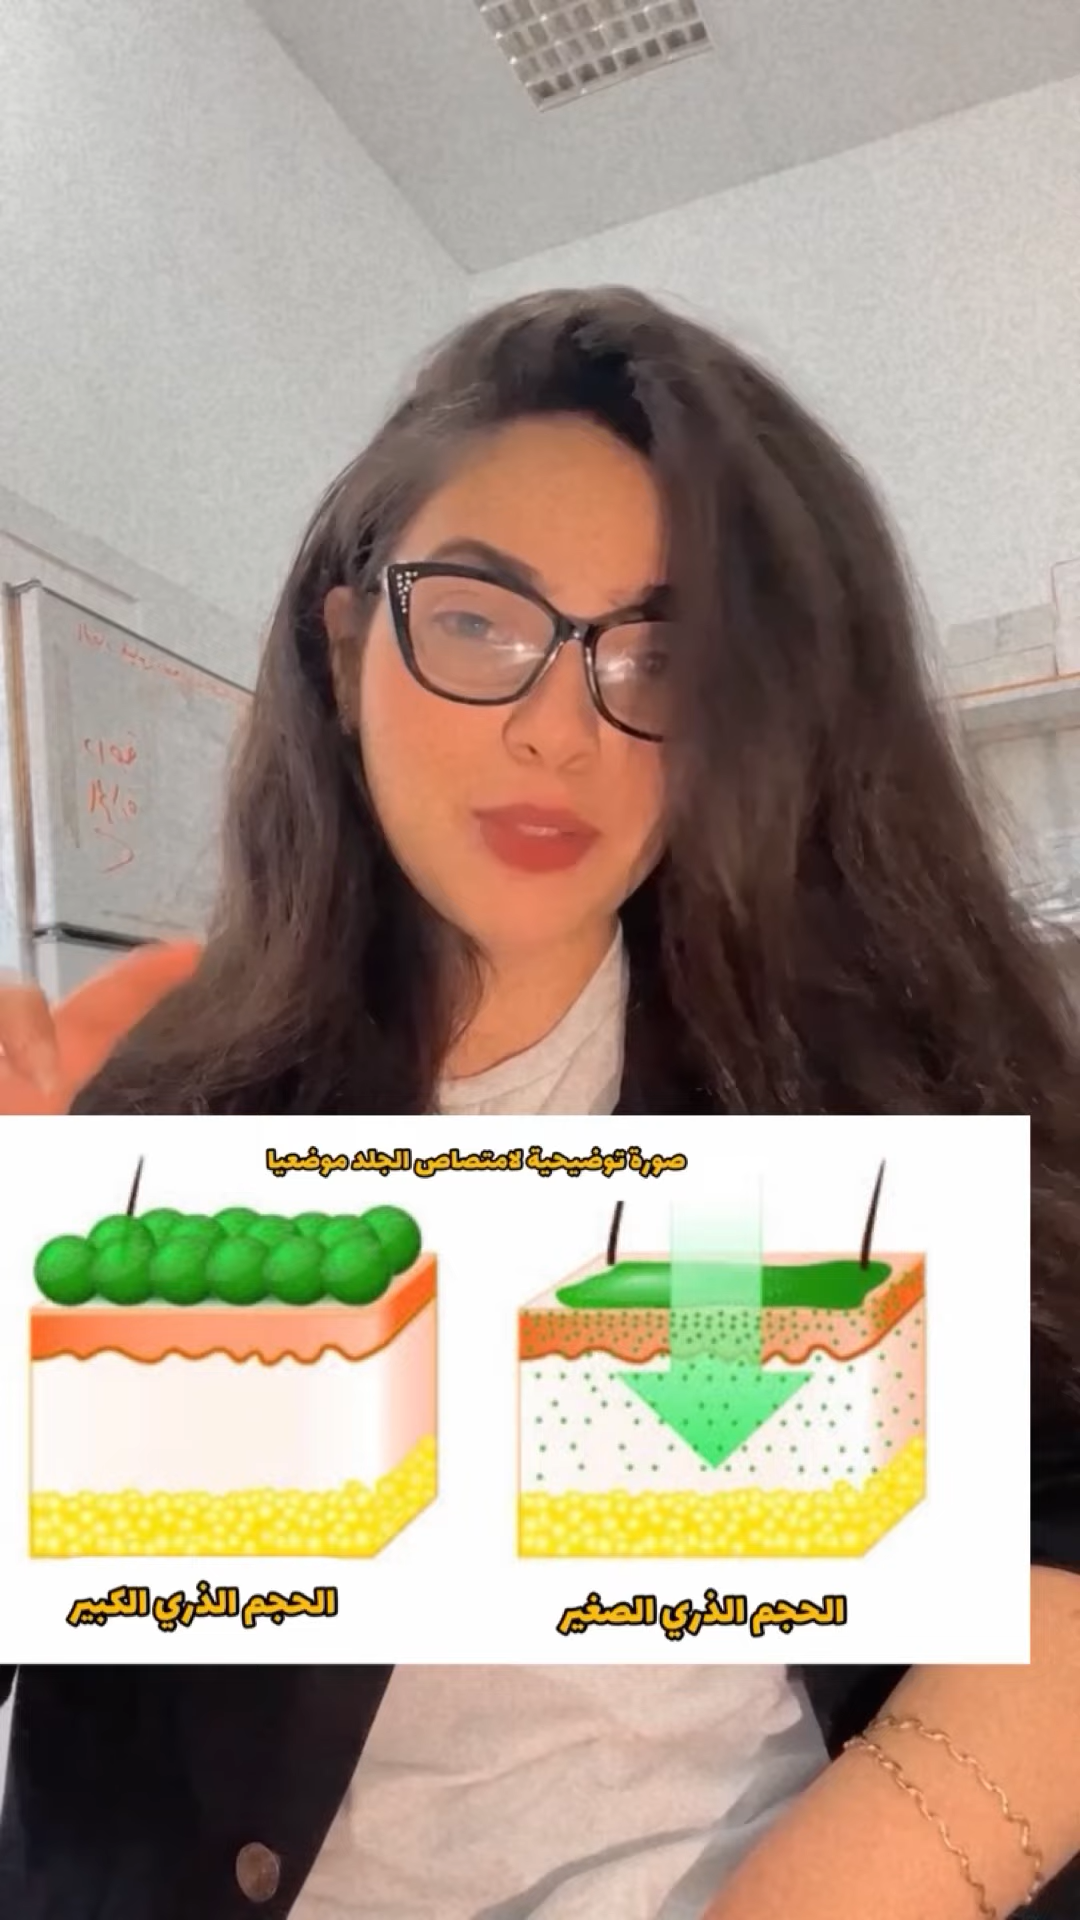 صورة توضيحية لامتصاص الجلد موضعيا
الحجم الذري الكبير
الحجم الذري الصغير